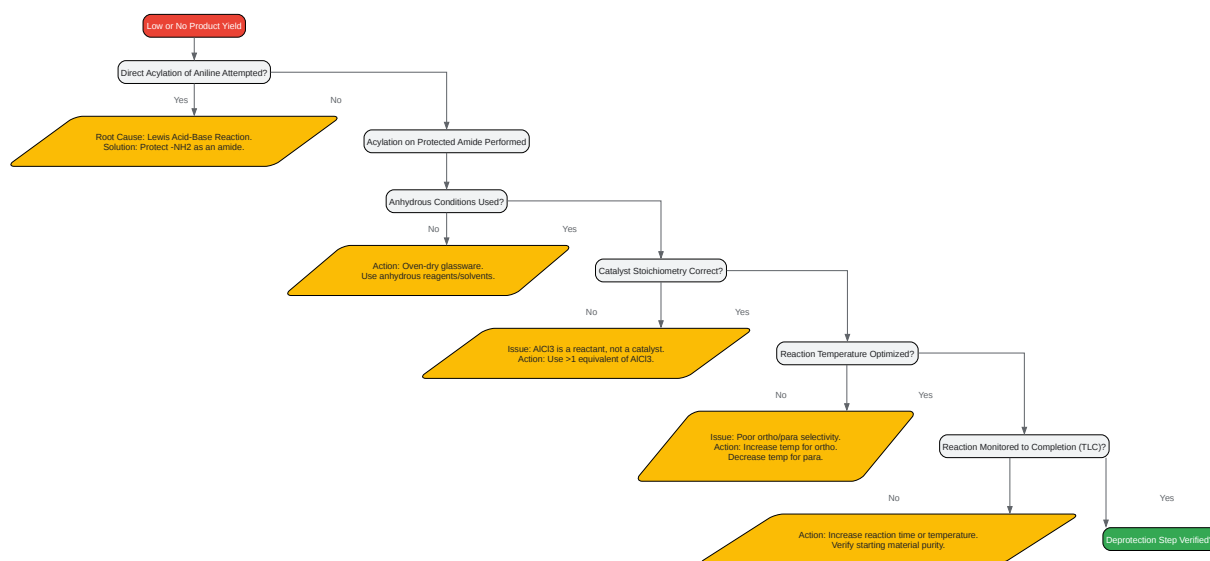 Low or No Product Yield
Direct Acylation of Aniline Attempted?
Yes
No
Root Cause: Lewis Acid-Base Reaction.
Solution: Protect -NH2 as an amide.
Acylation on Protected Amide Performed
Anhydrous Conditions Used?
No
Yes
Action: Oven-dry glassware.
Use anhydrous reagents/solvents.
Catalyst Stoichiometry Correct?
No
Yes
Issue: AlCl3 is a reactant, not a catalyst.
Action: Use >1 equivalent of AlCl3.
Reaction Temperature Optimized?
No
Yes
Issue: Poor ortho/para selectivity.
Action: Increase temp for ortho.
Decrease temp for para.
Reaction Monitored to Completion (TLC)?
No
Yes
Action: Increase reaction time or temperature.
Verify starting material purity.
Deprotection Step Verified?